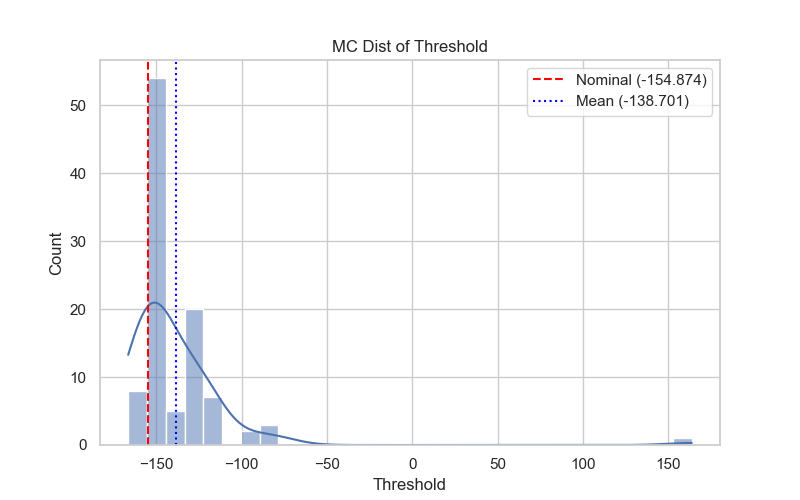 MC Dist of Threshold
Nominal (-154.874)
Mean (-138.701)
Count
50
40
30
20
10
0
−150 −100 −50 0 50 100 150
Threshold